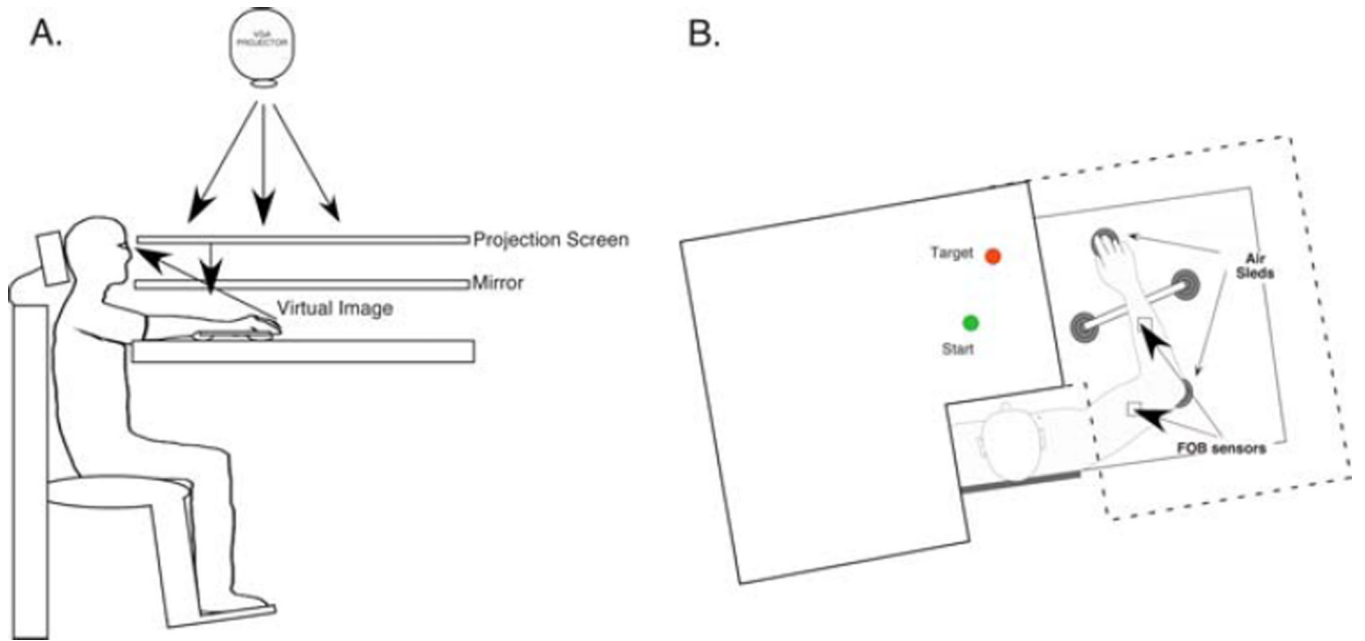 A.
VGA
PROJECTOR
Projection Screen
Mirror
Virtual Image
B.
Target
Start
Air
Sleds
FOB sensors